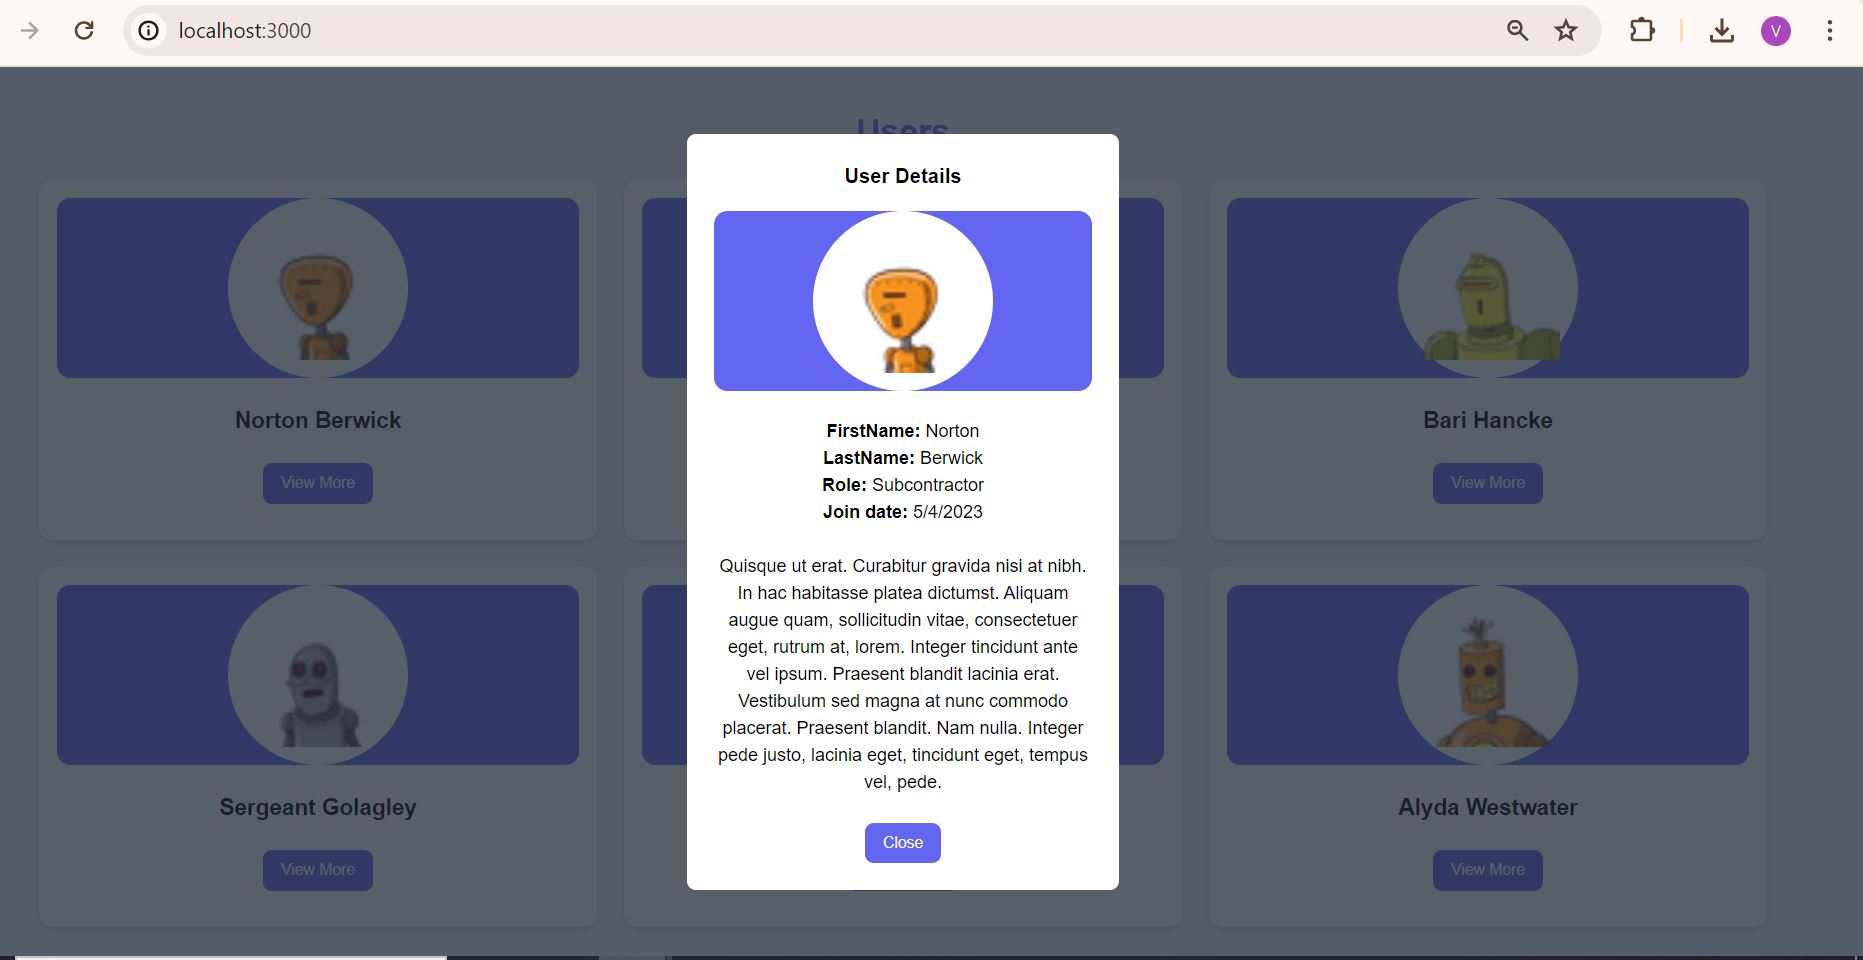 localhost:3000
V
Users
User Details
FirstName: Norton
LastName: Berwick
Role: Subcontractor
Join date: 5/4/2023
Quisque ut erat. Curabitur gravida nisi at nibh.
In hac habitasse platea dictumst. Aliquam
augue quam, sollicitudin vitae, consectetuer
eget, rutrum at, lorem. Integer tincidunt ante
vel ipsum. Praesent blandit lacinia erat.
Vestibulum sed magna at nunc commodo
placerat. Praesent blandit. Nam nulla. Integer
pede justo, lacinia eget, tincidunt eget, tempus
vel, pede.
Close
Norton Berwick
View More
Bari Hancke
View More
Sergeant Golagley
View More
Alyda Westwater
View More